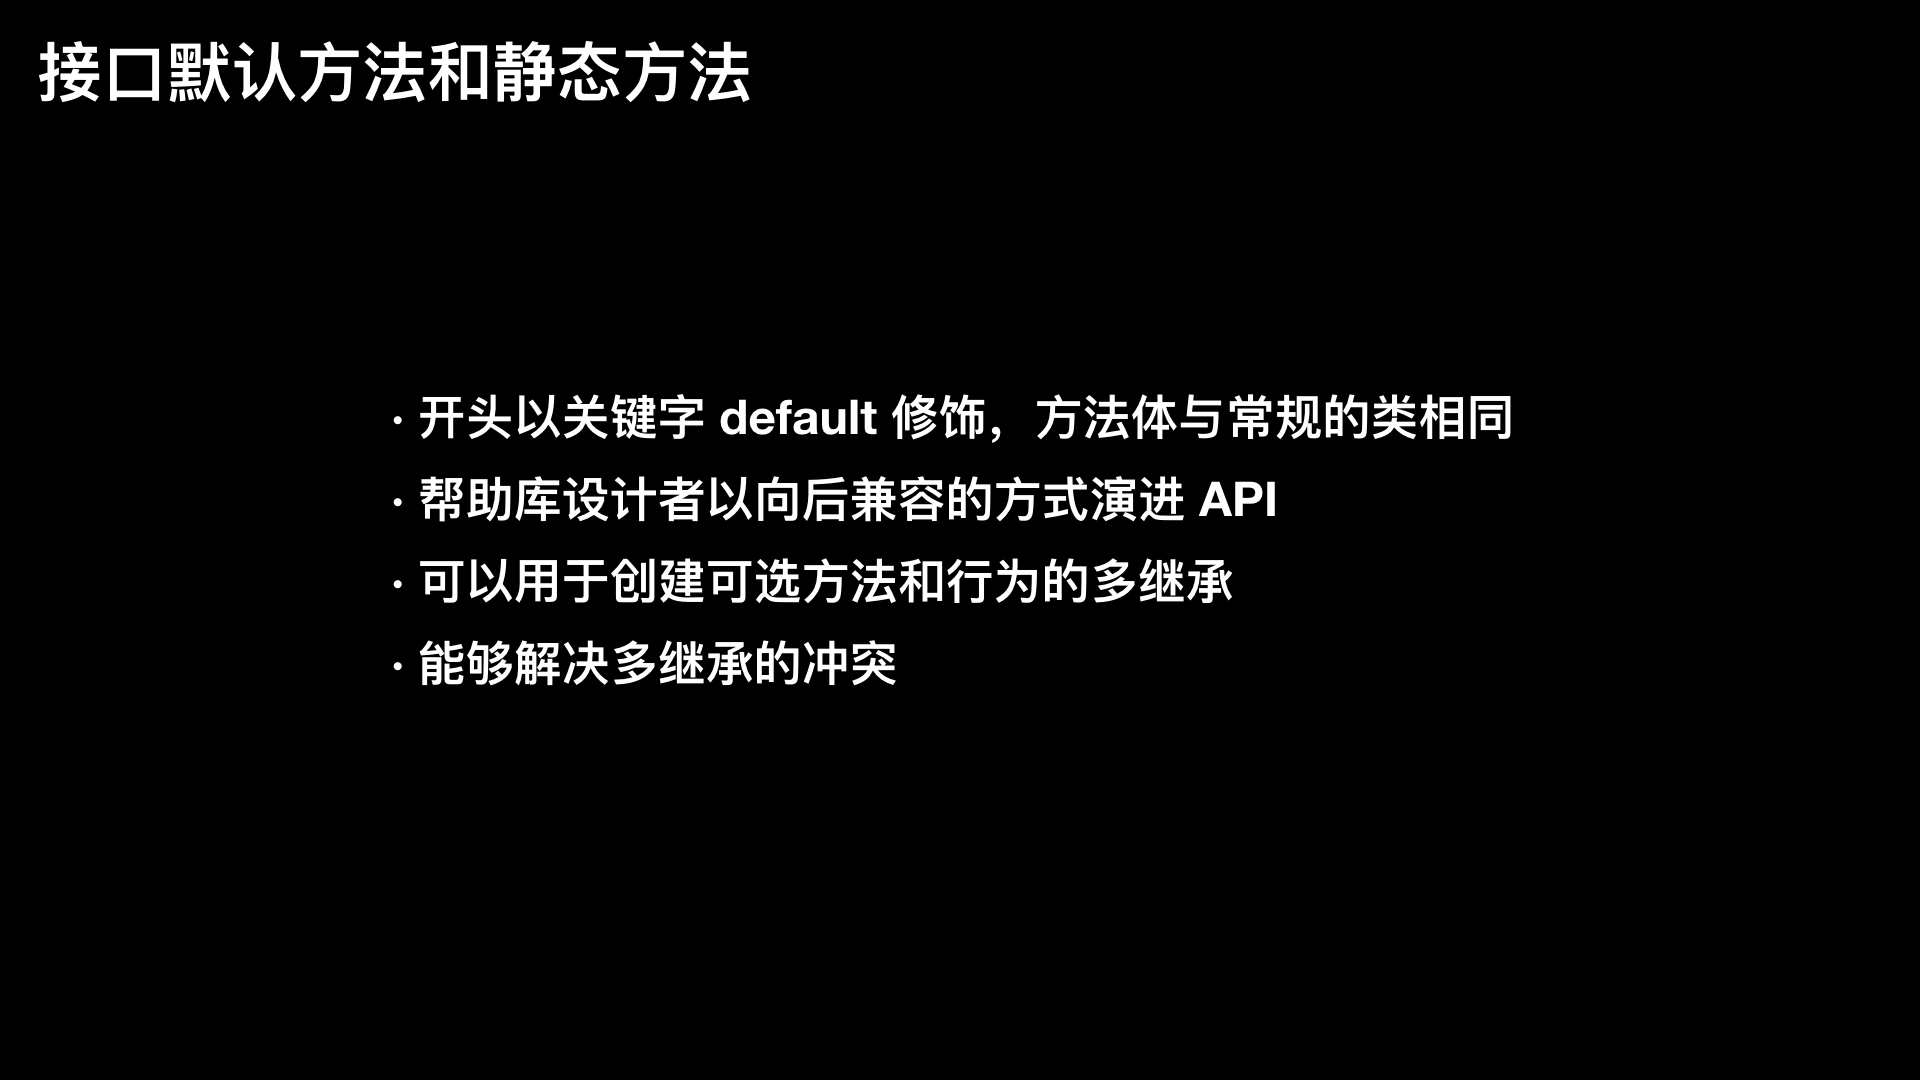 接口默认方法和静态方法
· 开头以关键字 default 修饰，方法体与常规的类相同
· 帮助库设计者以向后兼容的方式演进 API
· 可以用于创建可选方法和行为的多继承
· 能够解决多继承的冲突